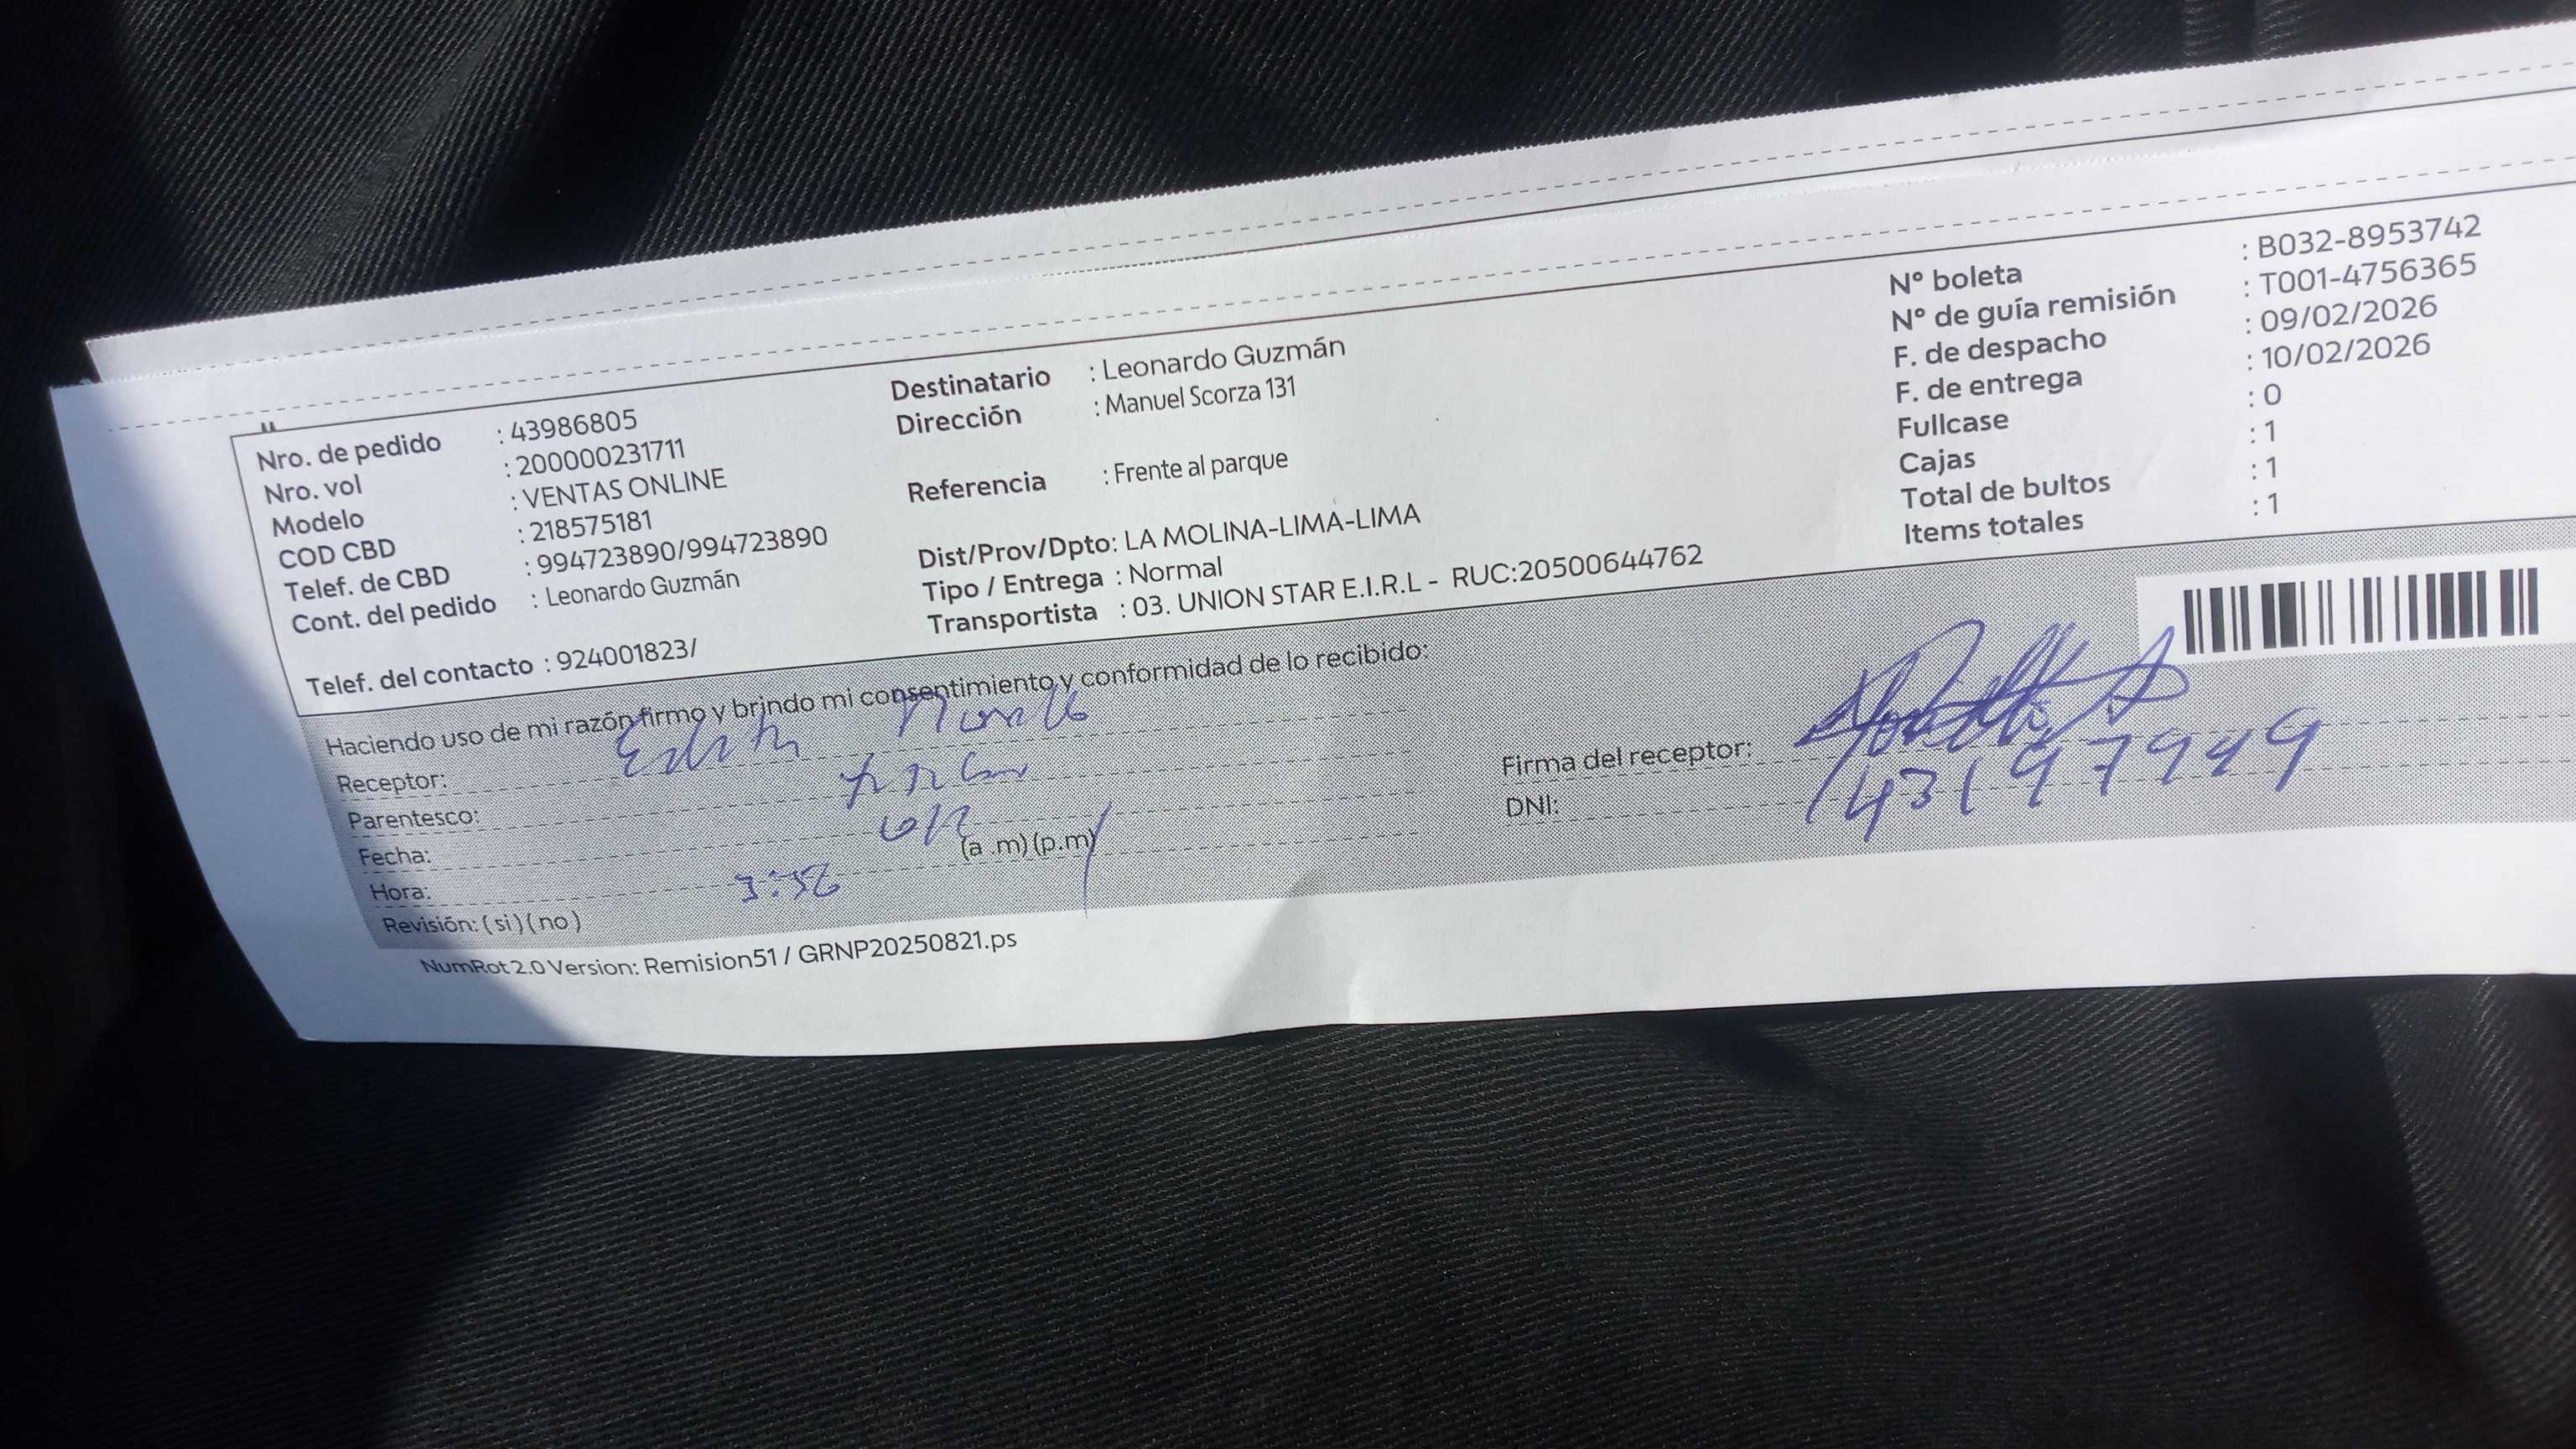 Nro. de pedido : 43986805
Nro. vol : 200000231711
Modelo : VENTAS ONLINE
COD CBD : 218575181
Telef. de CBD : 994723890/994723890
Cont. del pedido : Leonardo Guzmán
Telef. del contacto : 924001823/
Destinatario : Leonardo Guzmán
Dirección : Manuel Scorza 131
Referencia : Frente al parque
Dist/Prov/Dpto: LA MOLINA-LIMA-LIMA
Tipo / Entrega : Normal
Transportista : 03. UNION STAR E.I.R.L - RUC:20500644762
N° boleta : B032-8953742
N° de guía remisión : T001-4756365
F. de despacho : 09/02/2026
F. de entrega : 10/02/2026
Fullcase : 0
Cajas : 1
Total de bultos : 1
Items totales : 1
Haciendo uso de mi razón firmo y brindo mi consentimiento y conformidad de lo recibido:
Receptor: Edith
Parentesco:
Fecha:
Hora: 3:56 (a .m) (p.m)
Revisión: ( si ) ( no )
Firma del receptor:
DNI:
NumRot 2.0 Version: Remision51 / GRNP20250821.ps